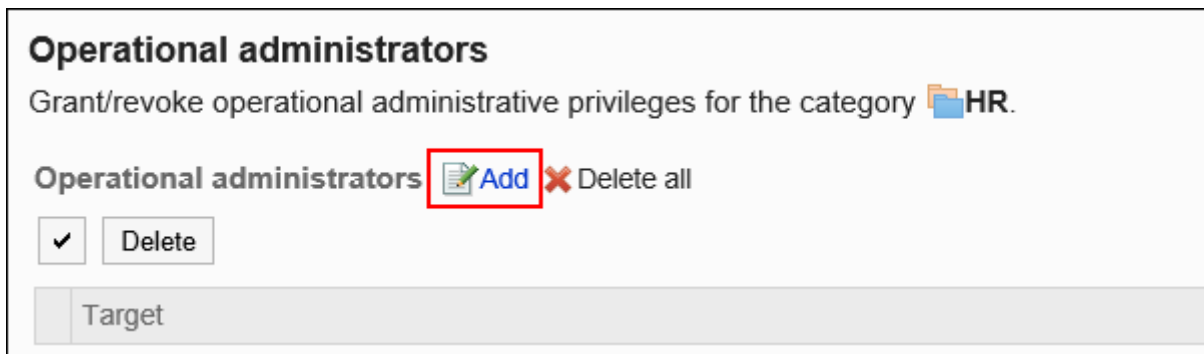 Operational administrators
Grant/revoke operational administrative privileges for the category HR.
Operational administrators Add Delete all
Delete
Target